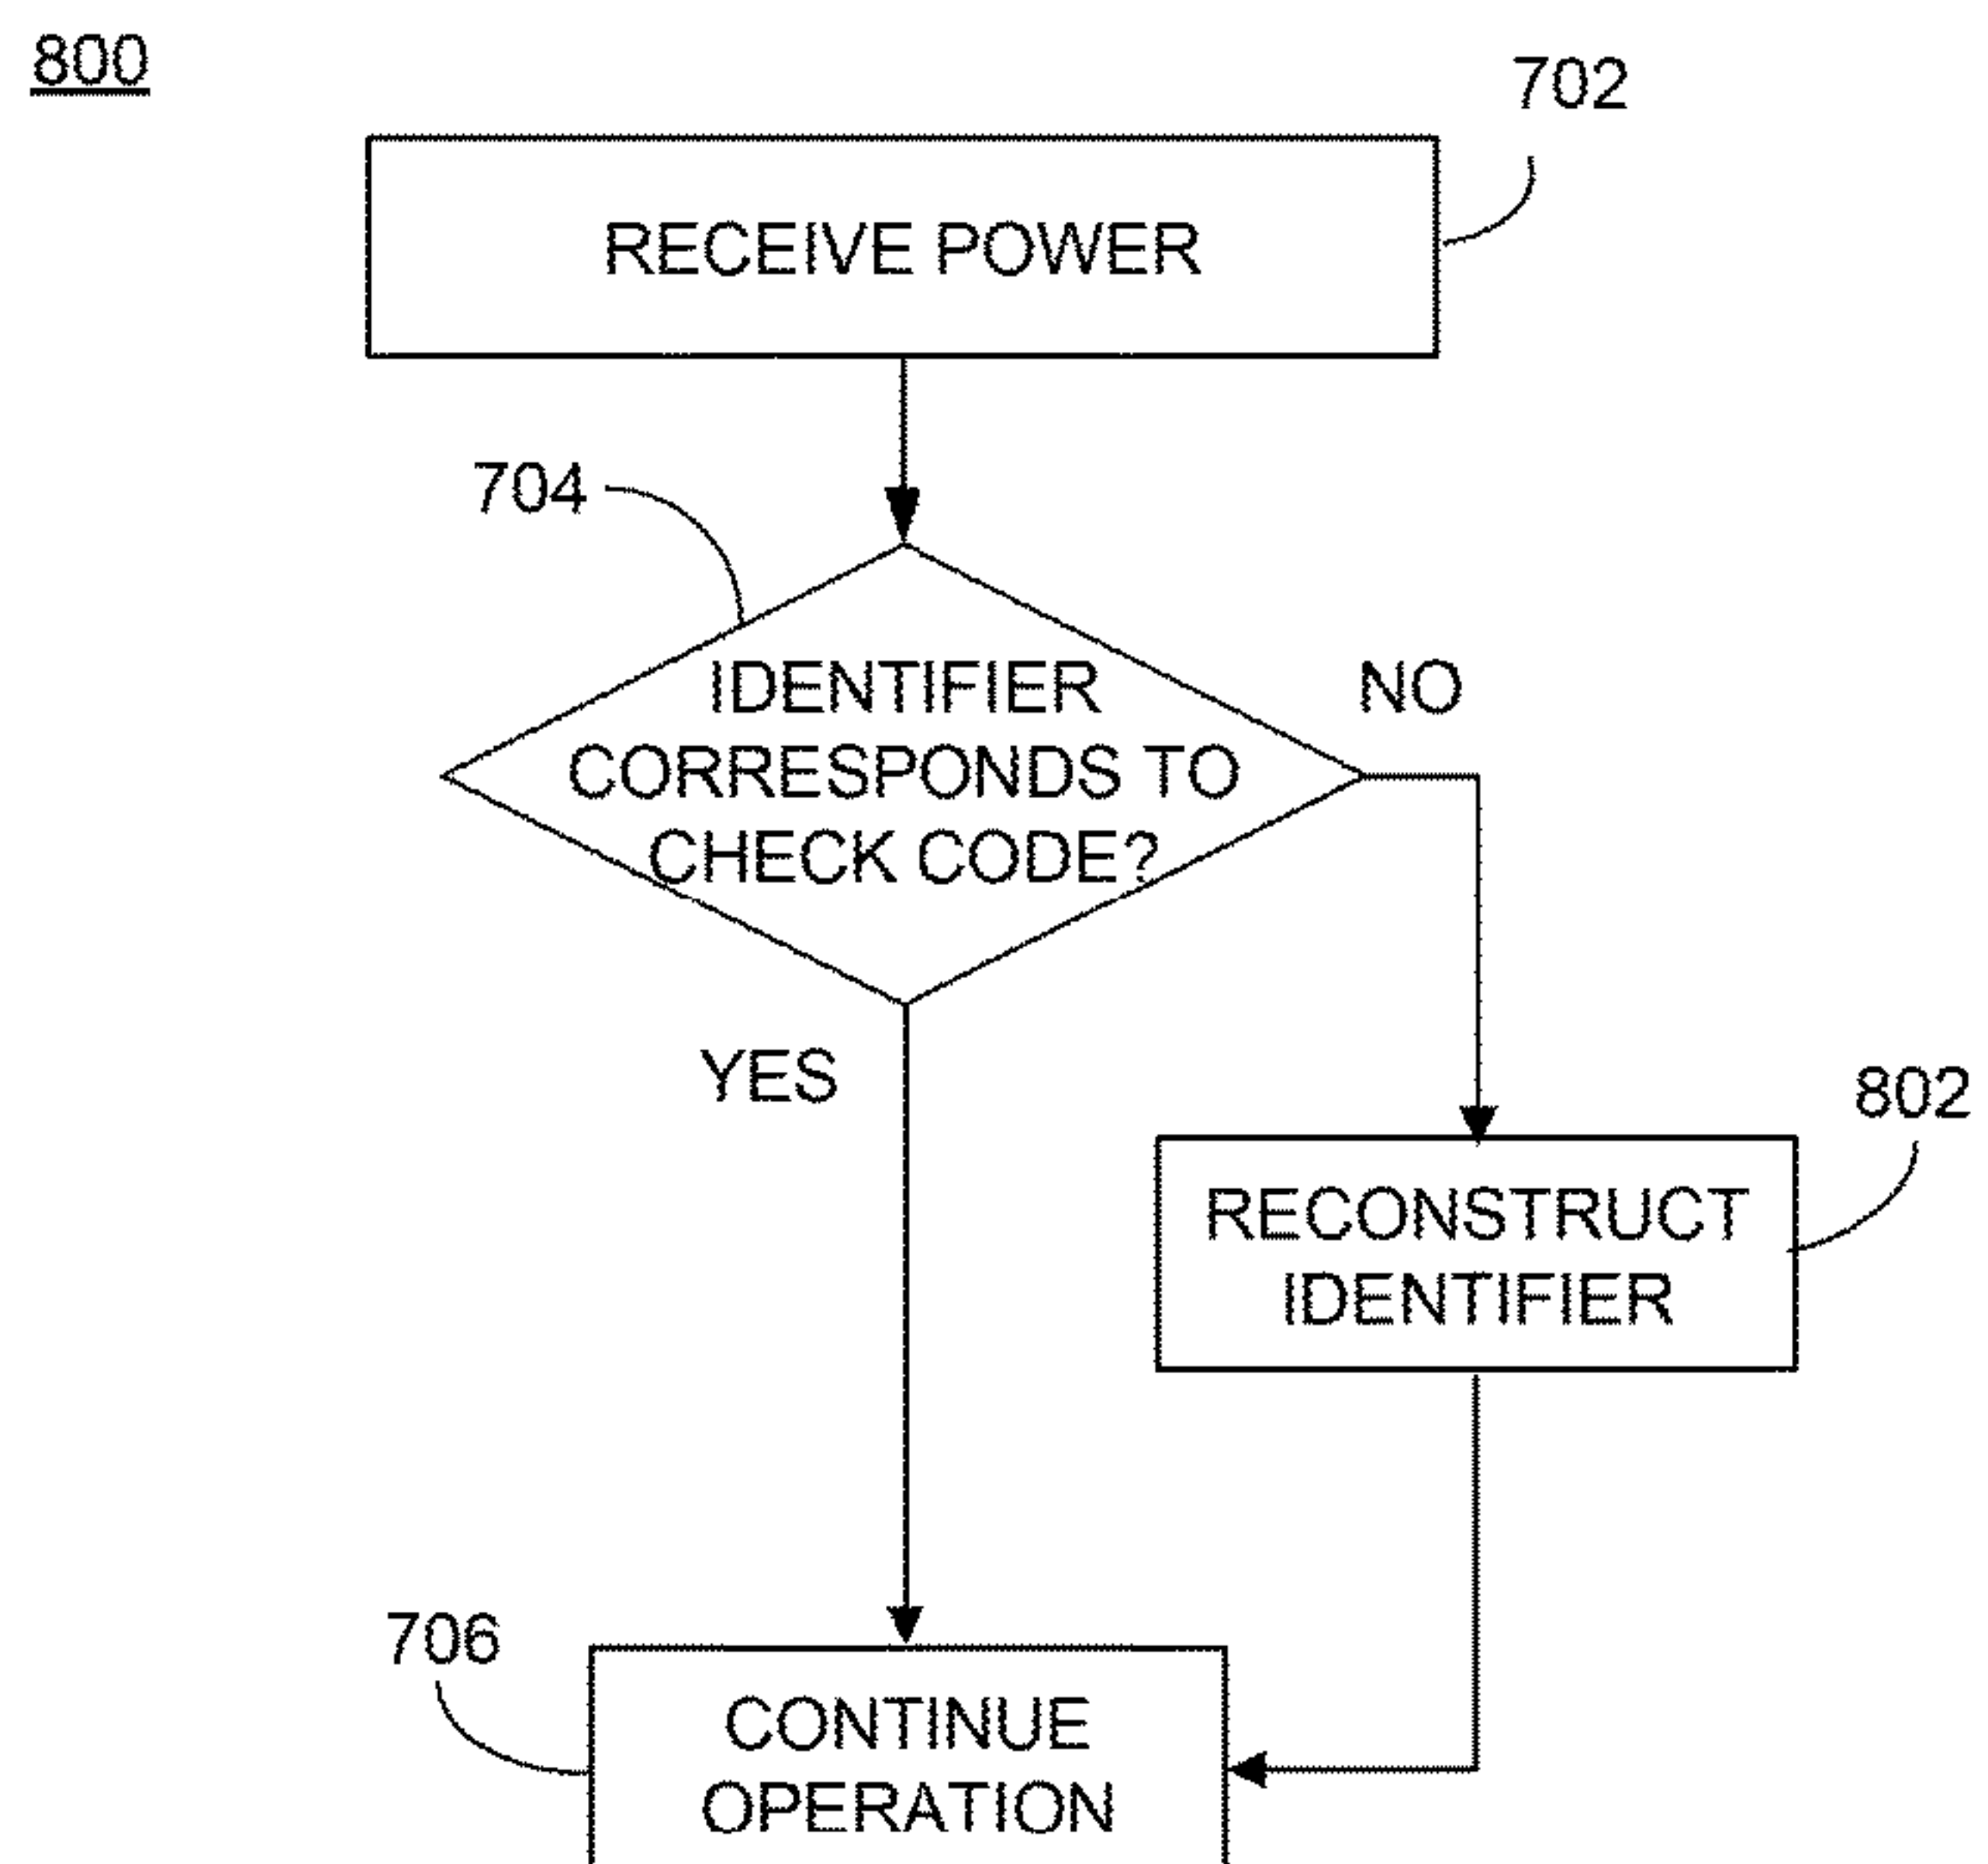 800
702
RECEIVE POWER
704
IDENTIFIER
CORRESPONDS TO
CHECK CODE?
NO
YES
802
RECONSTRUCT
IDENTIFIER
706
CONTINUE
OPERATION